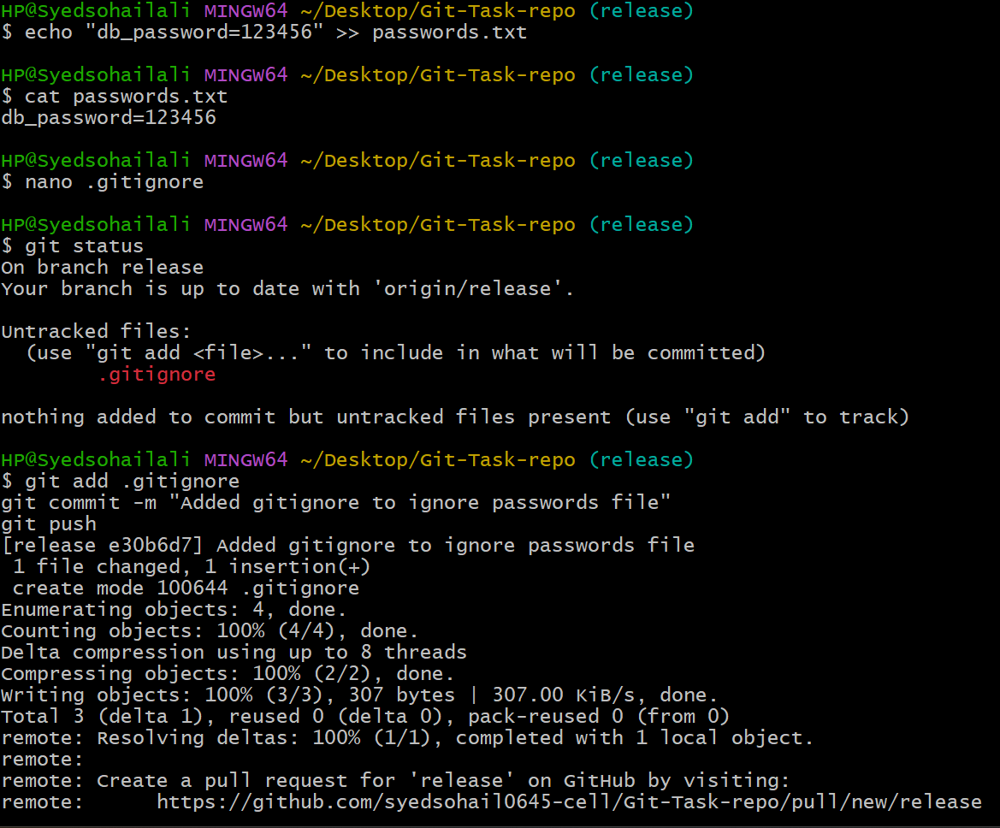 HP@Syedsohailali MINGW64 ~/Desktop/Git-Task-repo (release)
$ echo "db_password=123456" >> passwords.txt
HP@Syedsohailali MINGW64 ~/Desktop/Git-Task-repo (release)
$ cat passwords.txt
db_password=123456
HP@Syedsohailali MINGW64 ~/Desktop/Git-Task-repo (release)
$ nano .gitignore
HP@Syedsohailali MINGW64 ~/Desktop/Git-Task-repo (release)
$ git status
On branch release
Your branch is up to date with 'origin/release'.
Untracked files:
  (use "git add <file>..." to include in what will be committed)
        .gitignore
nothing added to commit but untracked files present (use "git add" to track)
HP@Syedsohailali MINGW64 ~/Desktop/Git-Task-repo (release)
$ git add .gitignore
git commit -m "Added gitignore to ignore passwords file"
git push
[release e30b6d7] Added gitignore to ignore passwords file
 1 file changed, 1 insertion(+)
 create mode 100644 .gitignore
Enumerating objects: 4, done.
Counting objects: 100% (4/4), done.
Delta compression using up to 8 threads
Compressing objects: 100% (2/2), done.
Writing objects: 100% (3/3), 307 bytes | 307.00 KiB/s, done.
Total 3 (delta 1), reused 0 (delta 0), pack-reused 0 (from 0)
remote: Resolving deltas: 100% (1/1), completed with 1 local object.
remote:
remote: Create a pull request for 'release' on GitHub by visiting:
remote:      https://github.com/syedsohail0645-cell/Git-Task-repo/pull/new/release